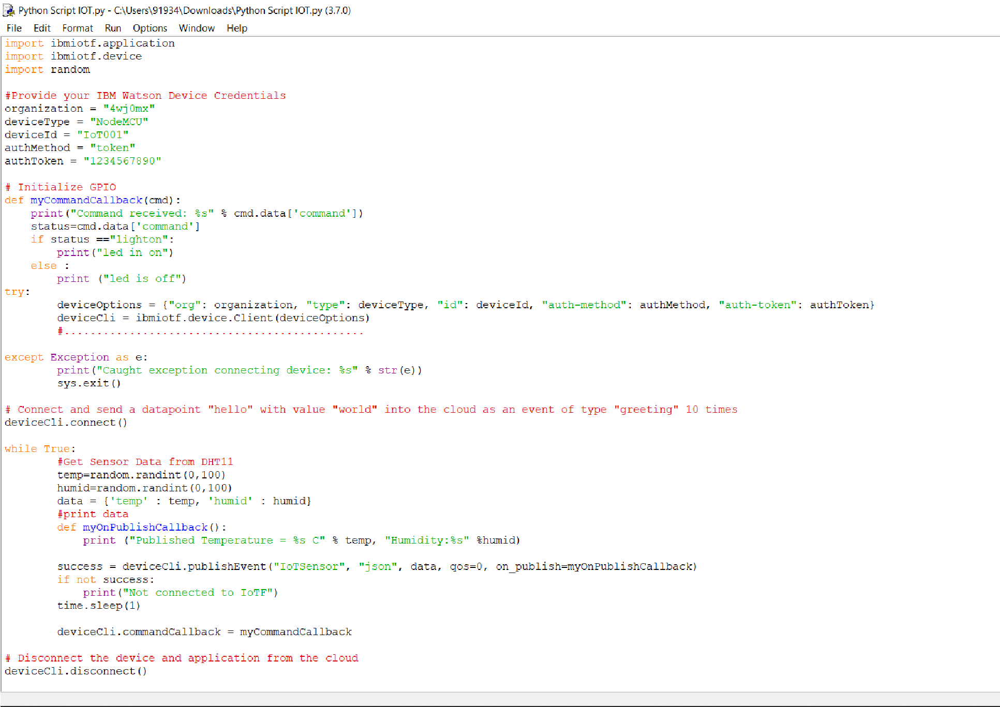 Python Script IOT.py - C:\Users\91934\Downloads\Python Script IOT.py (3.7.0)
File Edit Format Run Options Window Help
import ibmiotf.application
import ibmiotf.device
import random

#Provide your IBM Watson Device Credentials
organization = "4wj0mx"
deviceType = "NodeMCU"
deviceId = "IoT001"
authMethod = "token"
authToken = "1234567890"

# Initialize GPIO
def myCommandCallback(cmd):
    print("Command received: %s" % cmd.data['command'])
    status=cmd.data['command']
    if status =="lighton":
        print("led in on")
    else :
        print ("led is off")
try:
        deviceOptions = {"org": organization, "type": deviceType, "id": deviceId, "auth-method": authMethod, "auth-token": authToken}
        deviceCli = ibmiotf.device.Client(deviceOptions)
        #..............................................

except Exception as e:
        print("Caught exception connecting device: %s" % str(e))
        sys.exit()

# Connect and send a datapoint "hello" with value "world" into the cloud as an event of type "greeting" 10 times
deviceCli.connect()

while True:
        #Get Sensor Data from DHT11
        temp=random.randint(0,100)
        humid=random.randint(0,100)
        data = {'temp' : temp, 'humid' : humid}
        #print data
        def myOnPublishCallback():
            print ("Published Temperature = %s C" % temp, "Humidity:%s" %humid)

        success = deviceCli.publishEvent("IoTSensor", "json", data, qos=0, on_publish=myOnPublishCallback)
        if not success:
            print("Not connected to IoTF")
        time.sleep(1)

        deviceCli.commandCallback = myCommandCallback

# Disconnect the device and application from the cloud
deviceCli.disconnect()